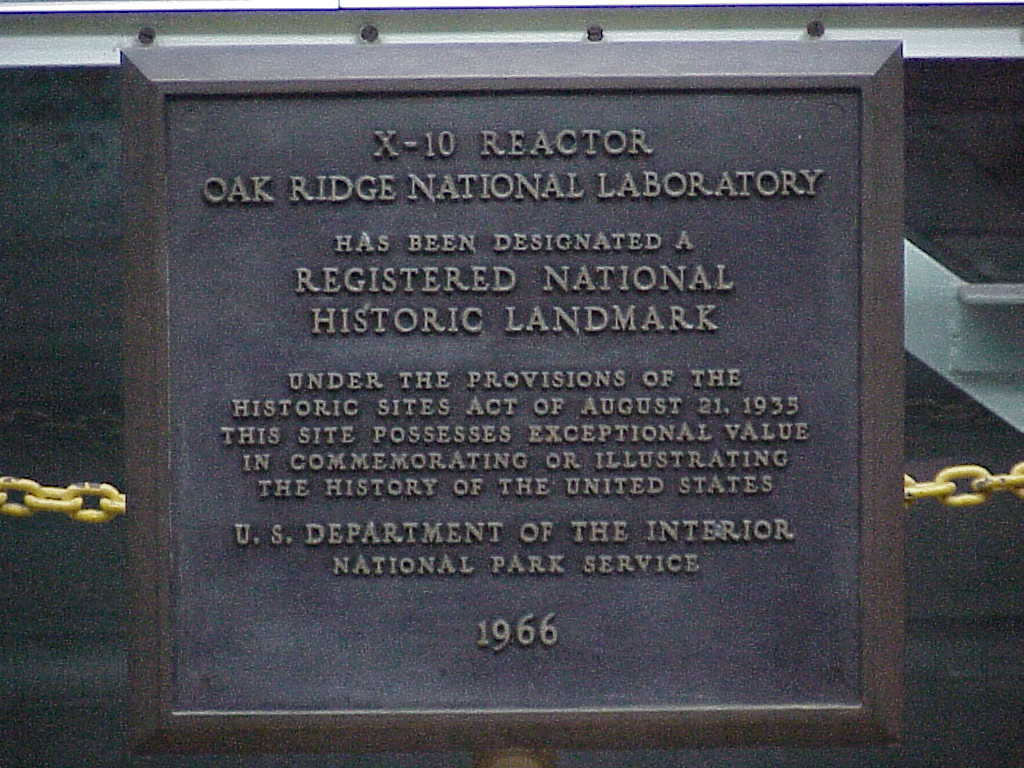 X-10 REACTOR
OAK RIDGE NATIONAL LABORATORY
HAS BEEN DESIGNATED A
REGISTERED NATIONAL
HISTORIC LANDMARK
UNDER THE PROVISIONS OF THE
HISTORIC SITES ACT OF AUGUST 21, 1935
THIS SITE POSSESSES EXCEPTIONAL VALUE
IN COMMEMORATING OR ILLUSTRATING
THE HISTORY OF THE UNITED STATES
U. S. DEPARTMENT OF THE INTERIOR
NATIONAL PARK SERVICE
1966